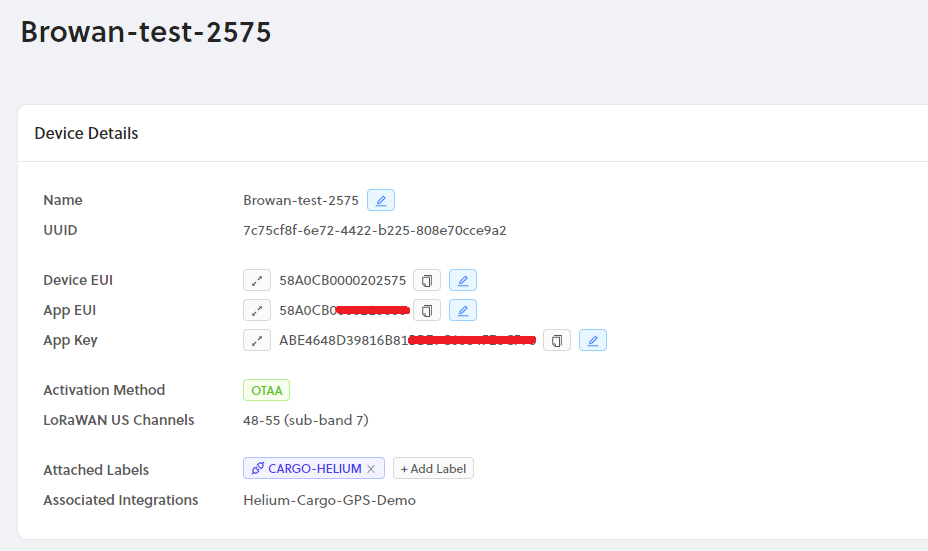 Browan-test-2575
Device Details
Name Browan-test-2575
UUID 7c75cf8f-6e72-4422-b225-808e70cce9a2
Device EUI 58A0CB0000202575
App EUI 58A0CB0
App Key ABE4648D39816B81
Activation Method OTAA
LoRaWAN US Channels 48-55 (sub-band 7)
Attached Labels CARGO-HELIUM × + Add Label
Associated Integrations Helium-Cargo-GPS-Demo